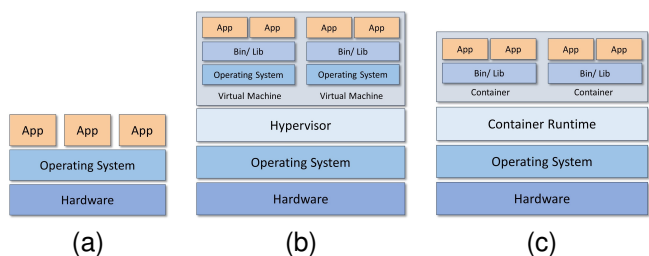 App App App
Operating System
Hardware
(a)
App App App App
Bin/ Lib Bin/ Lib
Operating System Operating System
Virtual Machine Virtual Machine
Hypervisor
Operating System
Hardware
(b)
App App App App
Bin/ Lib Bin/ Lib
Container Container
Container Runtime
Operating System
Hardware
(c)